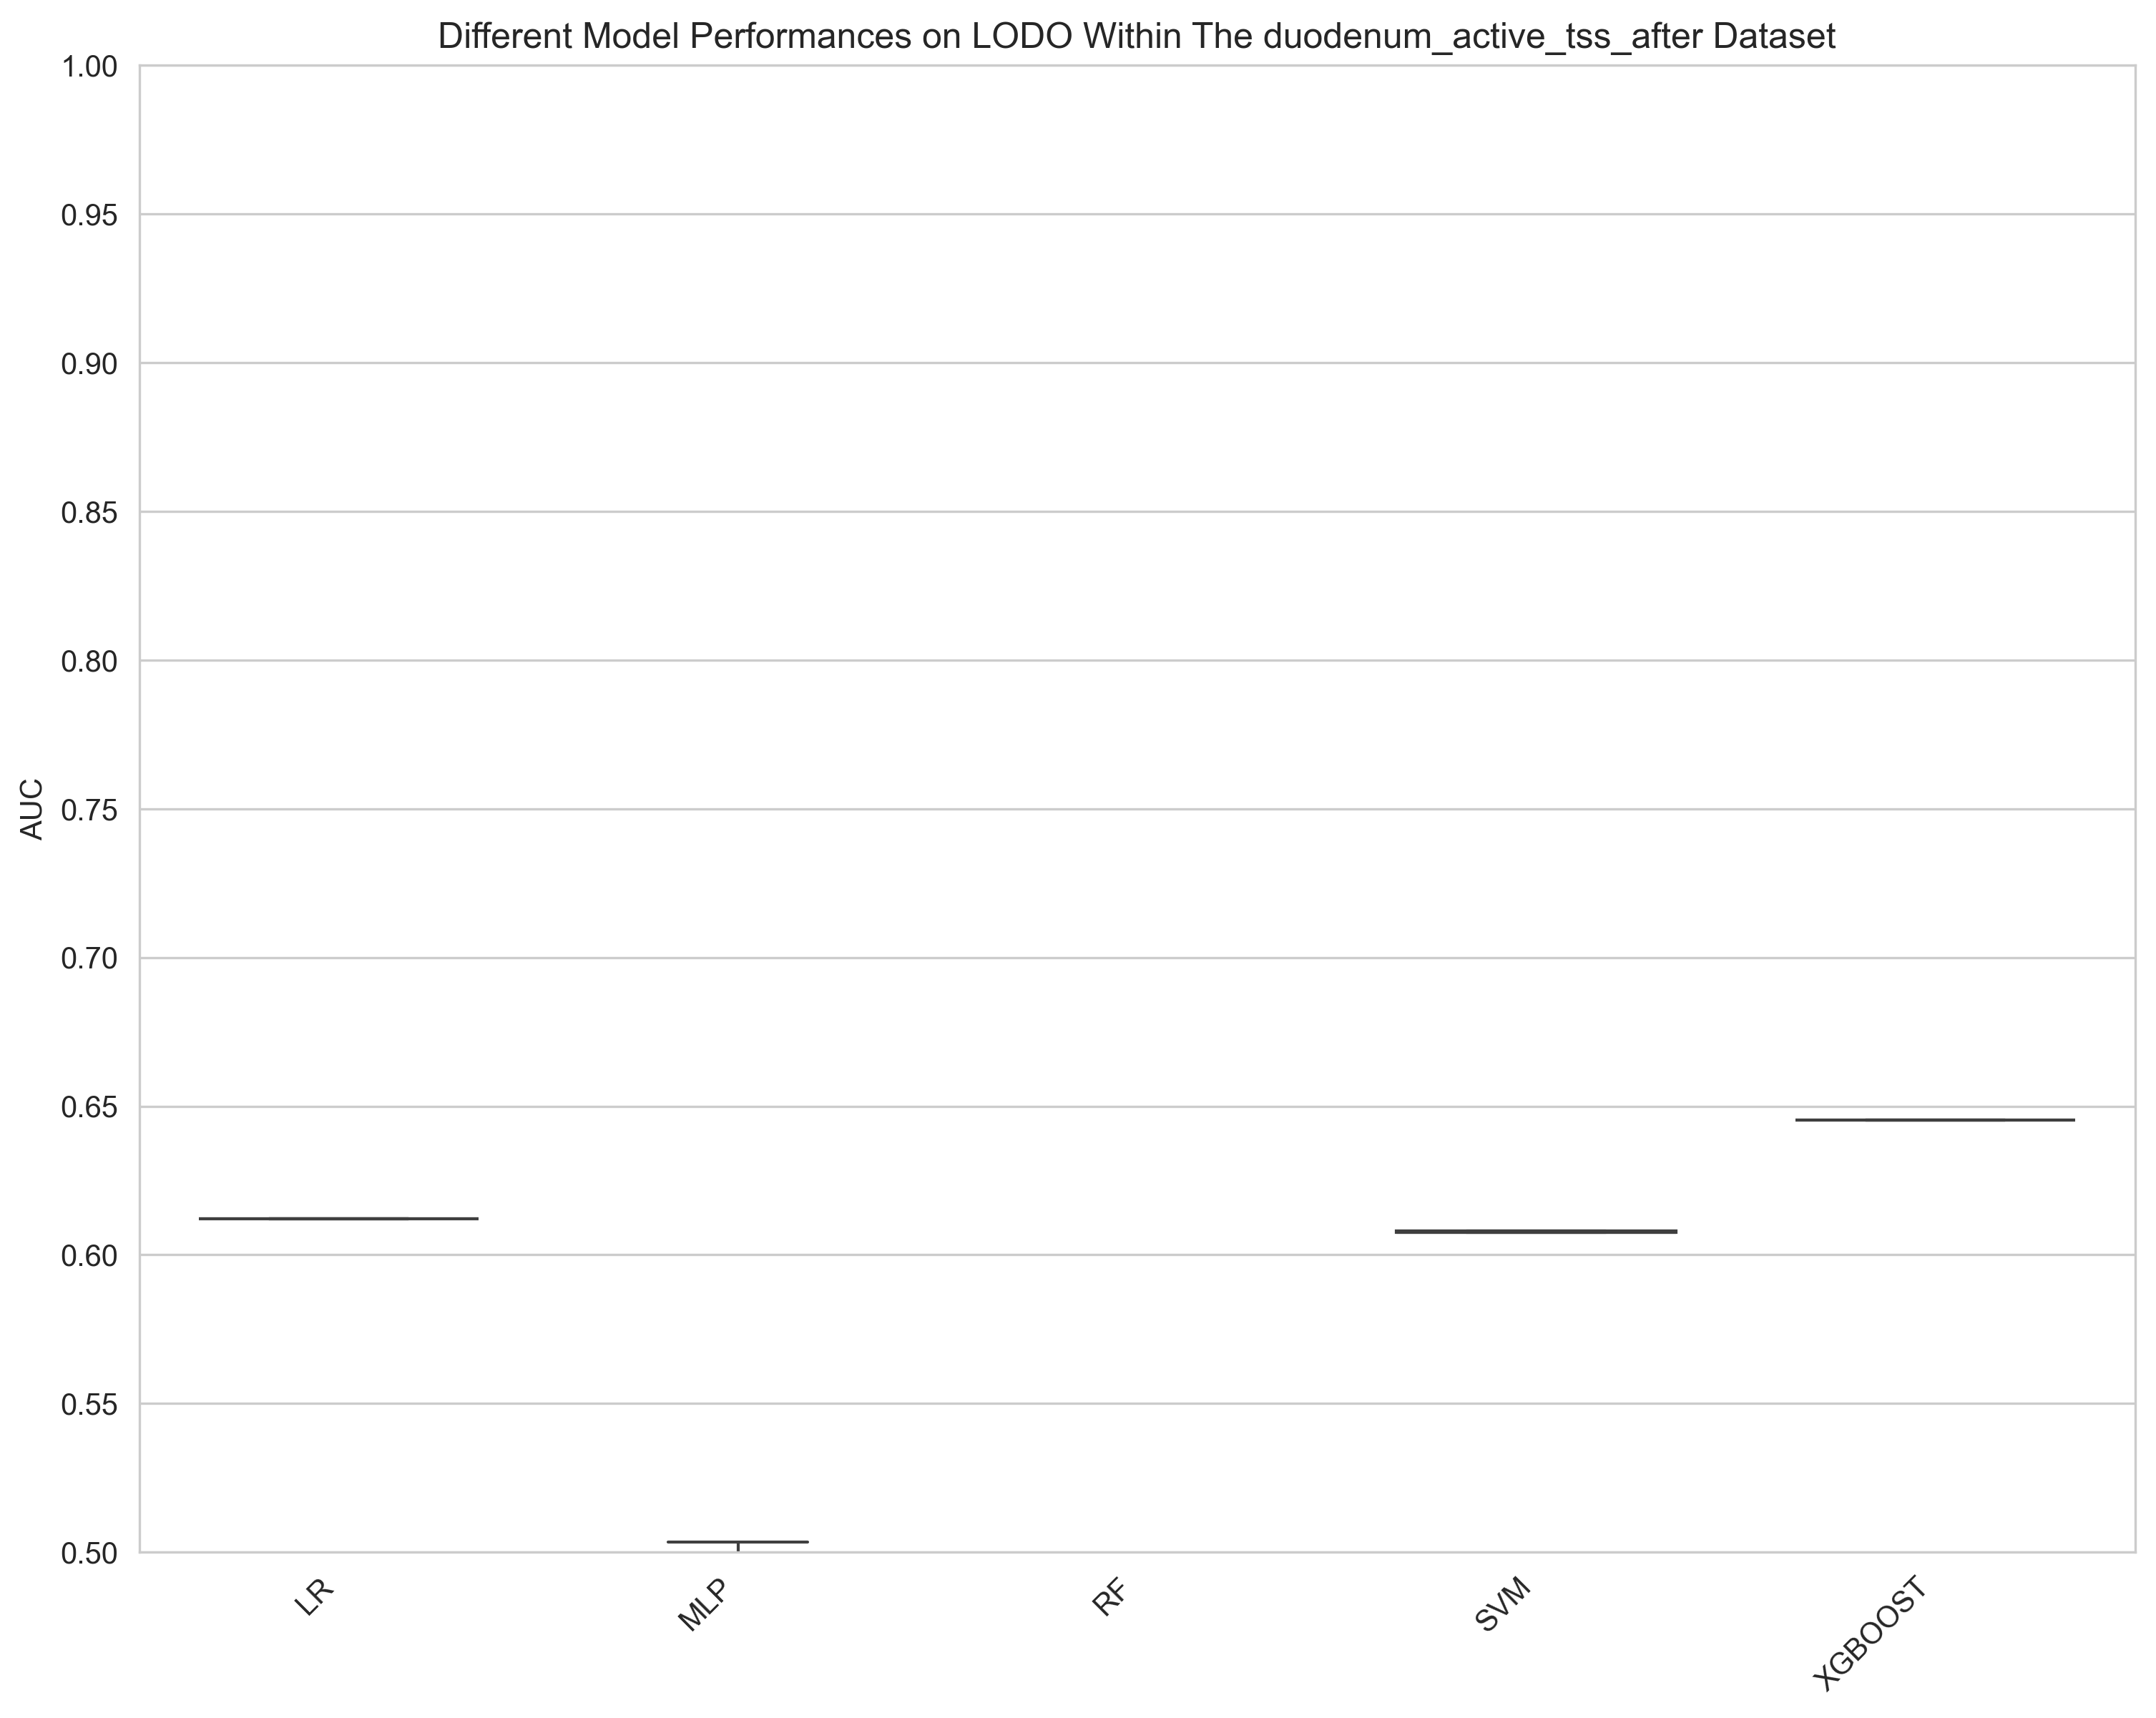 Different Model Performances on LODO Within The duodenum_active_tss_after Dataset
1.00
0.95
0.90
0.85
0.80
0.75
0.70
0.65
0.60
0.55
0.50
AUC
LR
MLP
RF
SVM
XGBOOST